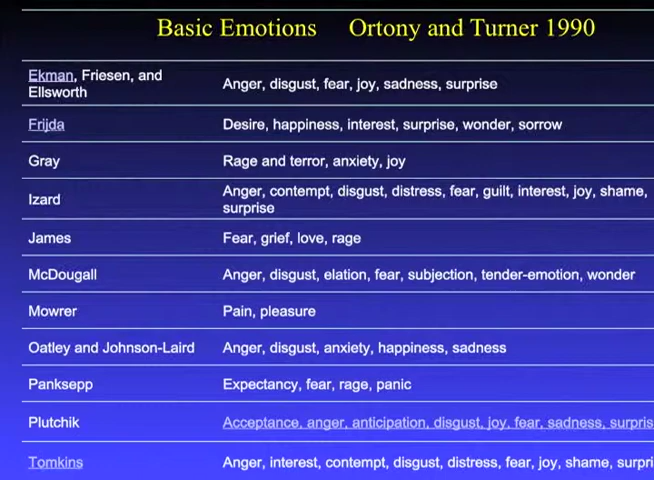 Basic Emotions Ortony and Turner 1990
Ekman, Friesen, and
Ellsworth
Anger, disgust, fear, joy, sadness, surprise
Frijda
Desire, happiness, interest, surprise, wonder, sorrow
Gray
Rage and terror, anxiety, joy
Izard
Anger, contempt, disgust, distress, fear, guilt, interest, joy, shame,
surprise
James
Fear, grief, love, rage
McDougall
Anger, disgust, elation, fear, subjection, tender-emotion, wonder
Mowrer
Pain, pleasure
Oatley and Johnson-Laird
Anger, disgust, anxiety, happiness, sadness
Panksepp
Expectancy, fear, rage, panic
Plutchik
Acceptance, anger, anticipation, disgust, joy, fear, sadness, surpris
Tomkins
Anger, interest, contempt, disgust, distress, fear, joy, shame, surpri